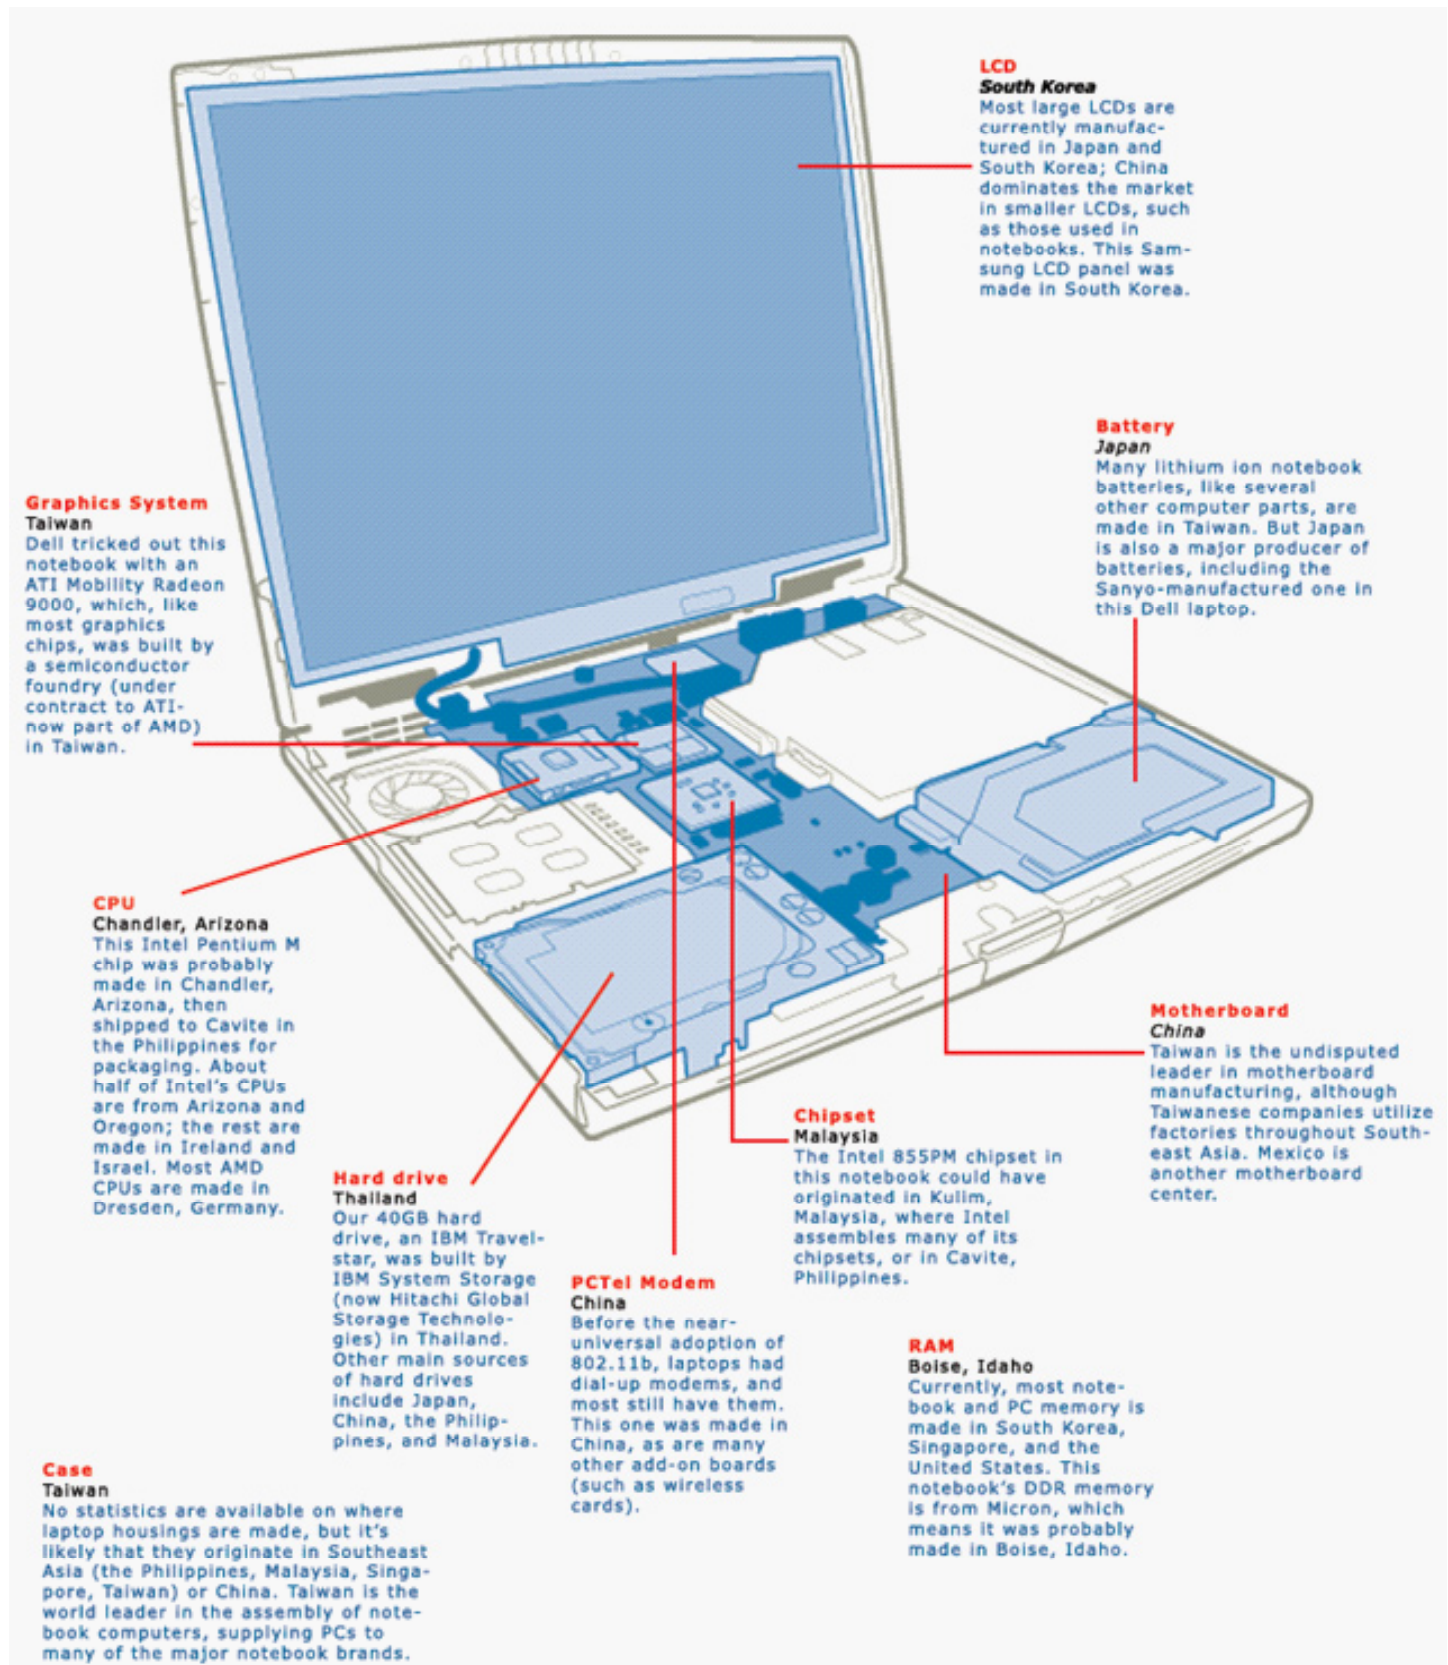 LCD
South Korea
Most large LCDs are
currently manufac-
tured in Japan and
South Korea; China
dominates the market
in smaller LCDs, such
as those used in
notebooks. This Sam-
sung LCD panel was
made in South Korea.
Battery
Japan
Many lithium ion notebook
batteries, like several
other computer parts, are
made in Taiwan. But Japan
is also a major producer of
batteries, including the
Sanyo-manufactured one in
this Dell laptop.
Graphics System
Taiwan
Dell tricked out this
notebook with an
ATI Mobility Radeon
9000, which, like
most graphics
chips, was built by
a semiconductor
foundry (under
contract to ATI-
now part of AMD)
in Taiwan.
CPU
Chandler, Arizona
This Intel Pentium M
chip was probably
made in Chandler,
Arizona, then
shipped to Cavite in
the Philippines for
packaging. About
half of Intel's CPUs
are from Arizona and
Oregon; the rest are
made in Ireland and
Israel. Most AMD
CPUs are made in
Dresden, Germany.
Motherboard
China
Taiwan is the undisputed
leader in motherboard
manufacturing, although
Taiwanese companies utilize
factories throughout South-
east Asia. Mexico is
another motherboard
center.
Chipset
Malaysia
The Intel 855PM chipset in
this notebook could have
originated in Kulim,
Malaysia, where Intel
assembles many of its
chipsets, or in Cavite,
Philippines.
Hard drive
Thailand
Our 40GB hard
drive, an IBM Travel-
star, was built by
IBM System Storage
(now Hitachi Global
Storage Technolo-
gies) in Thailand.
Other main sources
of hard drives
include Japan,
China, the Philip-
pines, and Malaysia.
PCTel Modem
China
Before the near-
universal adoption of
802.11b, laptops had
dial-up modems, and
most still have them.
This one was made in
China, as are many
other add-on boards
(such as wireless
cards).
RAM
Boise, Idaho
Currently, most note-
book and PC memory is
made in South Korea,
Singapore, and the
United States. This
notebook's DDR memory
is from Micron, which
means it was probably
made in Boise, Idaho.
Case
Taiwan
No statistics are available on where
laptop housings are made, but it's
likely that they originate in Southeast
Asia (the Philippines, Malaysia, Singa-
pore, Taiwan) or China. Taiwan is the
world leader in the assembly of note-
book computers, supplying PCs to
many of the major notebook brands.